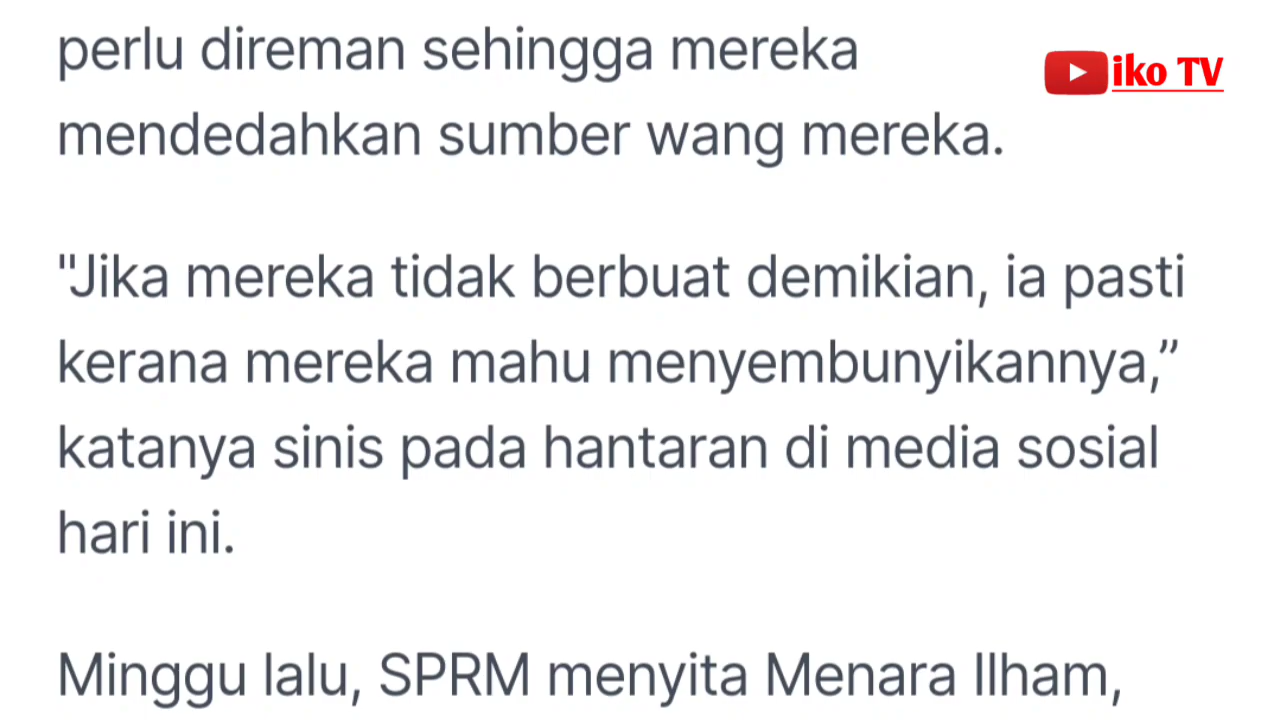 perlu direman sehingga mereka
iko TV
mendedahkan sumber wang mereka.
"Jika mereka tidak berbuat demikian, ia pasti
kerana mereka mahu menyembunyikannya,”
katanya sinis pada hantaran di media sosial
hari ini.
Minggu lalu, SPRM menyita Menara Ilham,